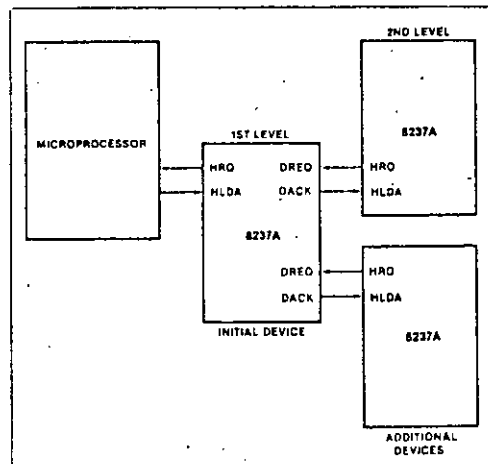 2ND LEVEL
8237A
HRQ
HLDA
MICROPROCESSOR
1ST LEVEL
HRQ DREQ
HLDA DACK
8237A
DREQ
DACK
INITIAL DEVICE
HRQ
HLDA
8237A
ADDITIONAL
DEVICES